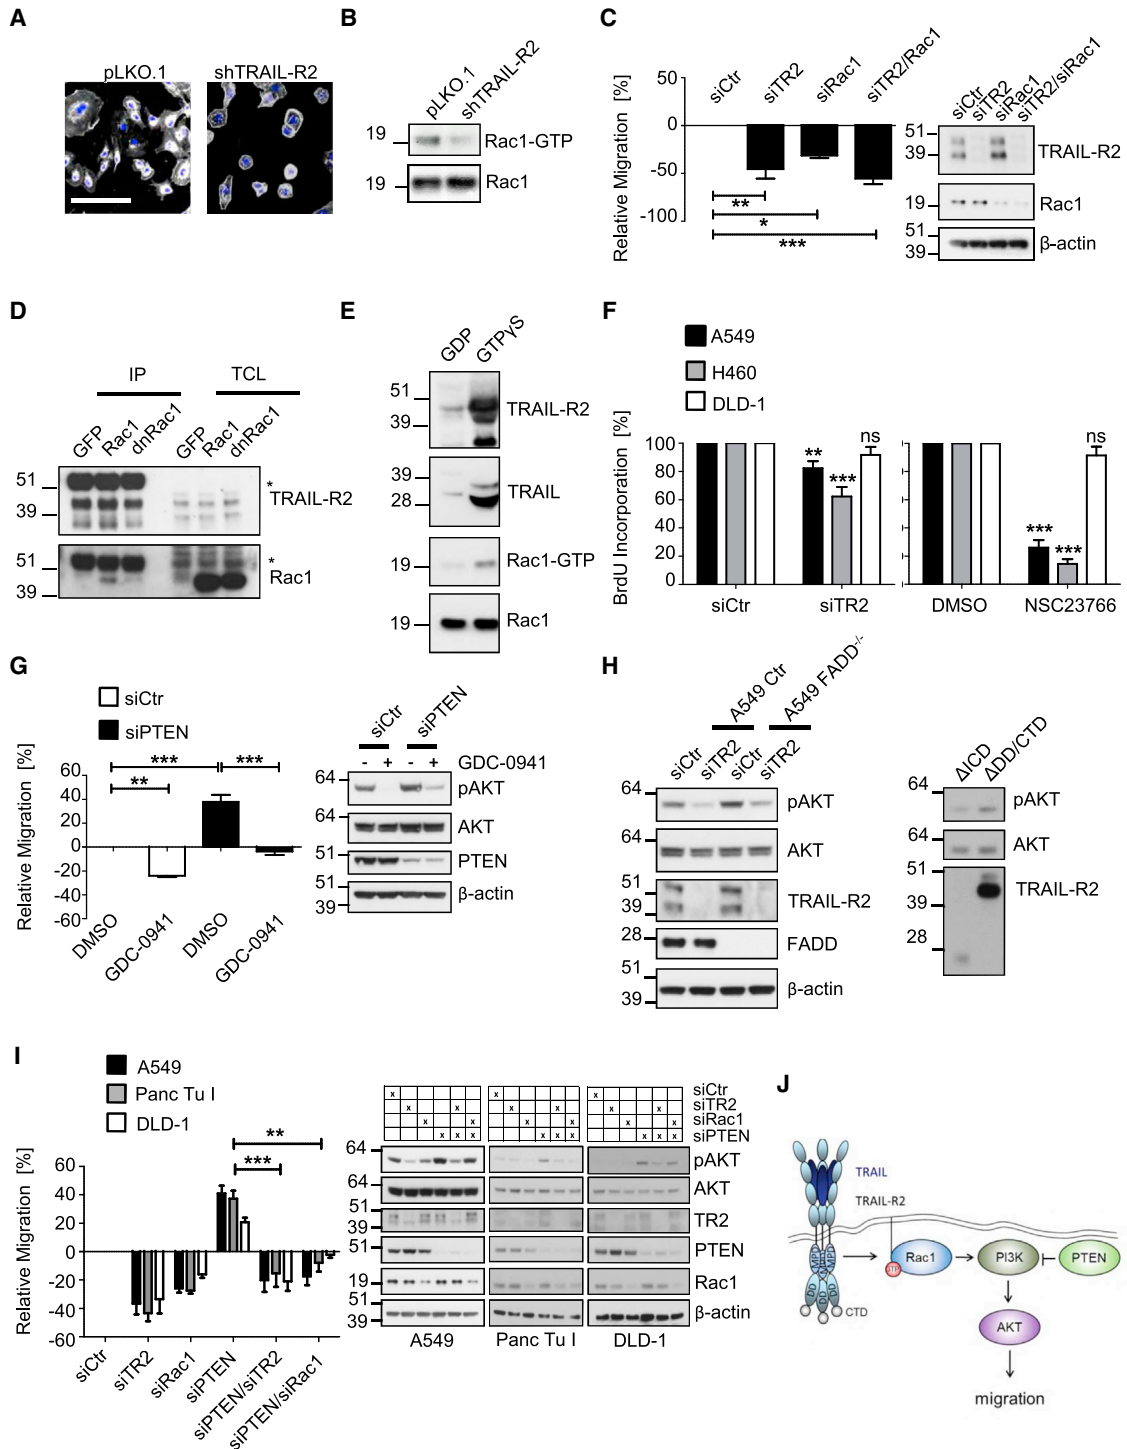 A
pLKO.1
shTRAIL-R2
B
pLKO.1
shTRAIL-R2
19
Rac1-GTP
19
Rac1
C
Relative Migration [%]
50
0
-50
-100
siCtr
siTR2
siRac1
siTR2/Rac1
**
*
***
siCtr
siTR2
siRac1
siTR2/siRac1
51
39
TRAIL-R2
19
Rac1
51
39
β-actin
D
IP
TCL
GFP
Rac1
dnRac1
GFP
Rac1
dnRac1
51
39
*
TRAIL-R2
51
39
*
Rac1
E
GDP
GTPγS
51
39
TRAIL-R2
39
28
TRAIL
19
Rac1-GTP
19
Rac1
F
A549
H460
DLD-1
BrdU Incorporation [%]
100
80
60
40
20
0
**
***
ns
***
***
ns
siCtr
siTR2
DMSO
NSC23766
G
siCtr
siPTEN
Relative Migration [%]
60
40
20
0
-20
-40
-60
***
***
**
DMSO
GDC-0941
DMSO
GDC-0941
siCtr
siPTEN
- + - + GDC-0941
64
pAKT
64
AKT
51
PTEN
51
39
β-actin
H
A549 Ctr
A549 FADD-/-
siCtr
siTR2
siCtr
siTR2
64
pAKT
64
AKT
51
39
TRAIL-R2
28
FADD
51
39
β-actin
ΔICD
ΔDD/CTD
64
pAKT
64
AKT
51
39
28
TRAIL-R2
I
A549
Panc Tu I
DLD-1
Relative Migration [%]
60
40
20
0
-20
-40
-60
**
***
siCtr
siTR2
siRac1
siPTEN
siPTEN/siTR2
siPTEN/siRac1
x x x siCtr
x x x x x x siTR2
x x x x x x siRac1
x x x x x x x x x siPTEN
64
pAKT
64
AKT
51
39
TR2
51
PTEN
19
Rac1
51
39
β-actin
A549
Panc Tu I
DLD-1
J
TRAIL
TRAIL-R2
MPD
MPD
MPD
DD
DD
DD
CTD
Rac1
PI3K
PTEN
AKT
migration